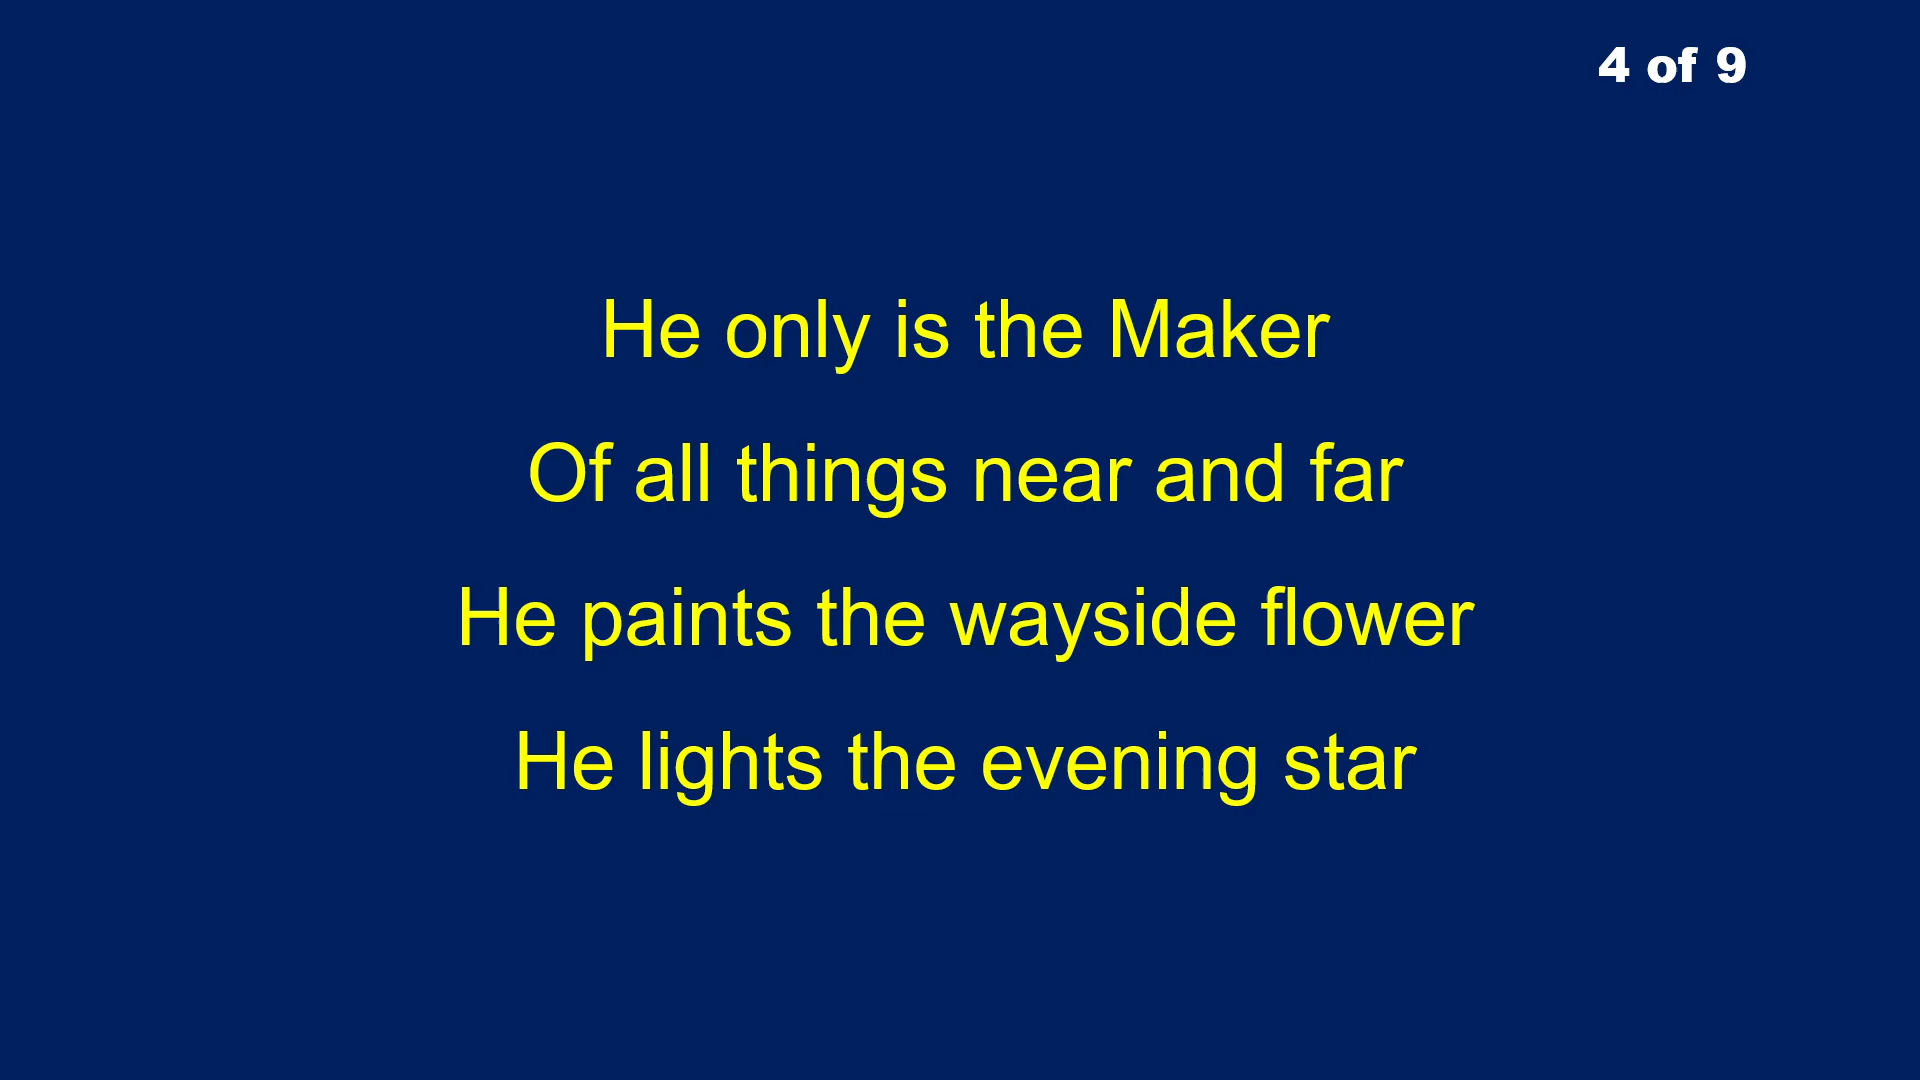 4 of 9
He only is the Maker
Of all things near and far
He paints the wayside flower
He lights the evening star